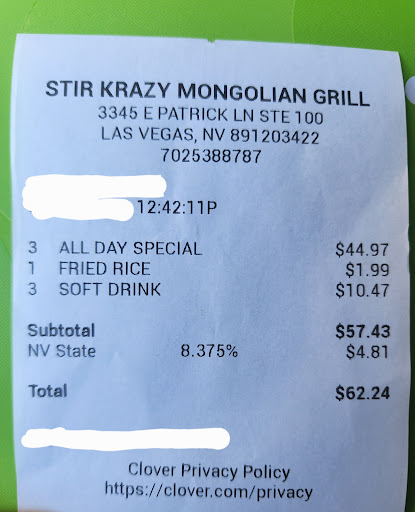 STIR KRAZY MONGOLIAN GRILL
3345 E PATRICK LN STE 100
LAS VEGAS, NV 891203422
7025388787
12:42:11P
3 ALL DAY SPECIAL $44.97
1 FRIED RICE $1.99
3 SOFT DRINK $10.47
Subtotal $57.43
NV State 8.375% $4.81
Total $62.24
Clover Privacy Policy
https://clover.com/privacy